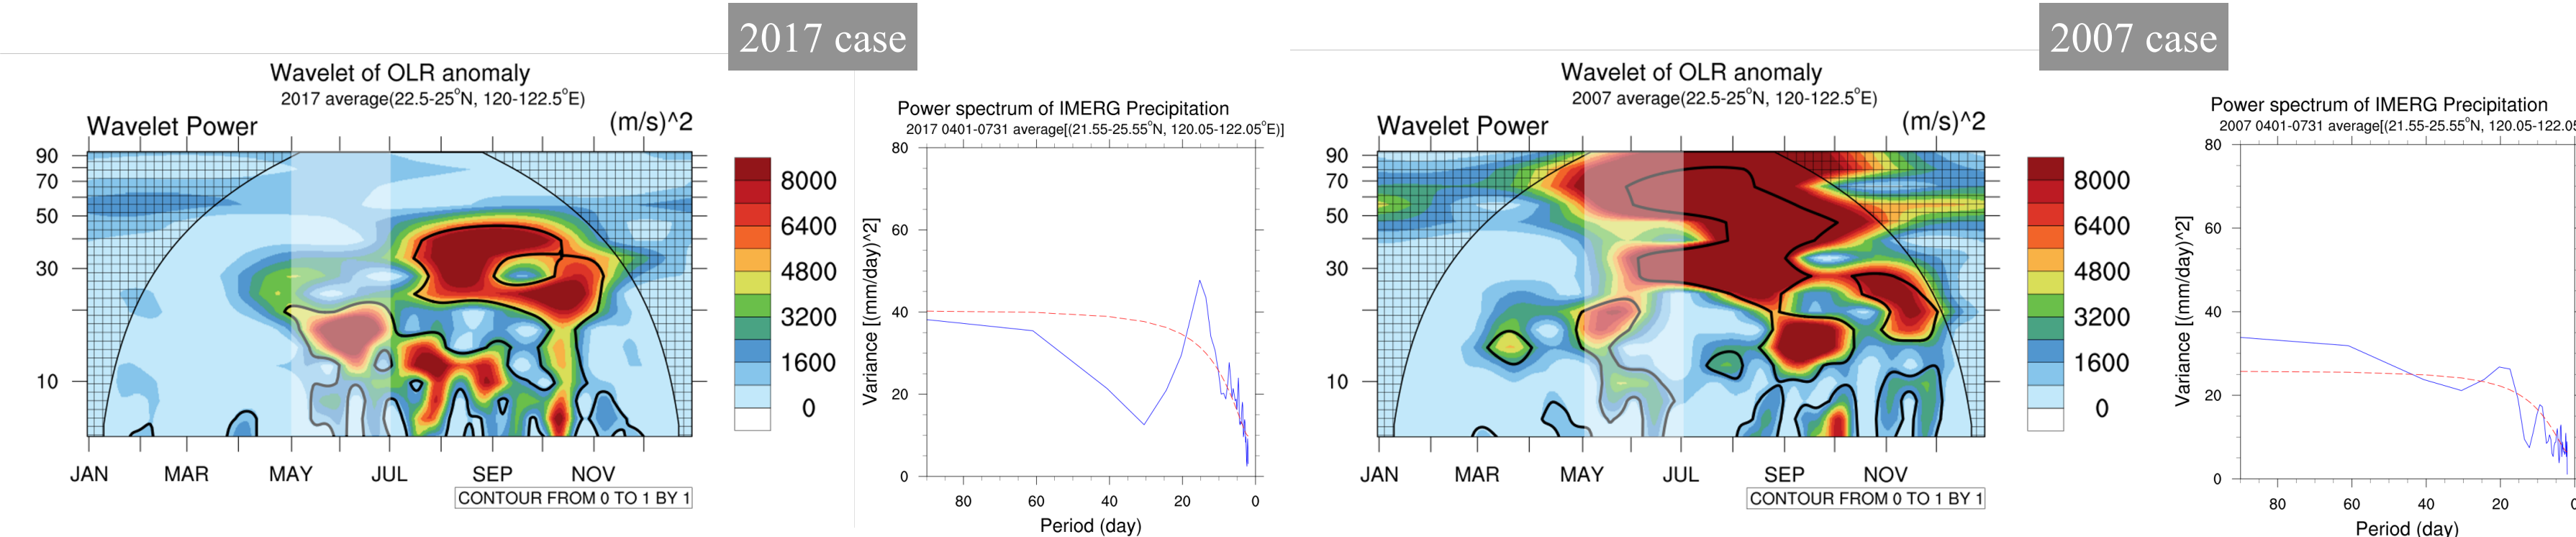 2017 case
Wavelet of OLR anomaly
2017 average(22.5-25°N, 120-122.5°E)
Wavelet Power
(m/s)^2
90
70
50
30
10
JAN
MAR
MAY
JUL
SEP
NOV
CONTOUR FROM 0 TO 1 BY 1
8000
6400
4800
3200
1600
0
Power spectrum of IMERG Precipitation
2017 0401-0731 average[(21.55-25.55°N, 120.05-122.05°E)]
Variance [(mm/day)^2]
80
60
40
20
0
80
60
40
20
0
Period (day)
2007 case
Wavelet of OLR anomaly
2007 average(22.5-25°N, 120-122.5°E)
Wavelet Power
(m/s)^2
90
70
50
30
10
JAN
MAR
MAY
JUL
SEP
NOV
CONTOUR FROM 0 TO 1 BY 1
8000
6400
4800
3200
1600
0
Power spectrum of IMERG Precipitation
2007 0401-0731 average[(21.55-25.55°N, 120.05-122.05
Variance [(mm/day)^2]
80
60
40
20
0
80
60
40
20
Period (day)